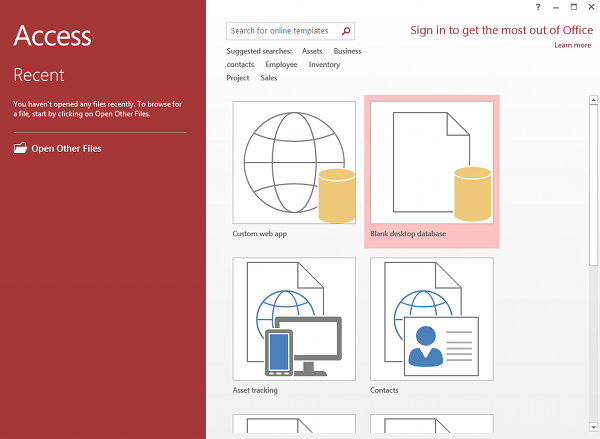 Access
Recent
You haven't opened any files recently. To browse for
a file, start by clicking on Open Other Files.
Open Other Files
?
Search for online templates
Suggested searches: Assets Business
contacts Employee Inventory
Project Sales
Sign in to get the most out of Office
Learn more
Custom web app
Blank desktop database
Asset tracking
Contacts